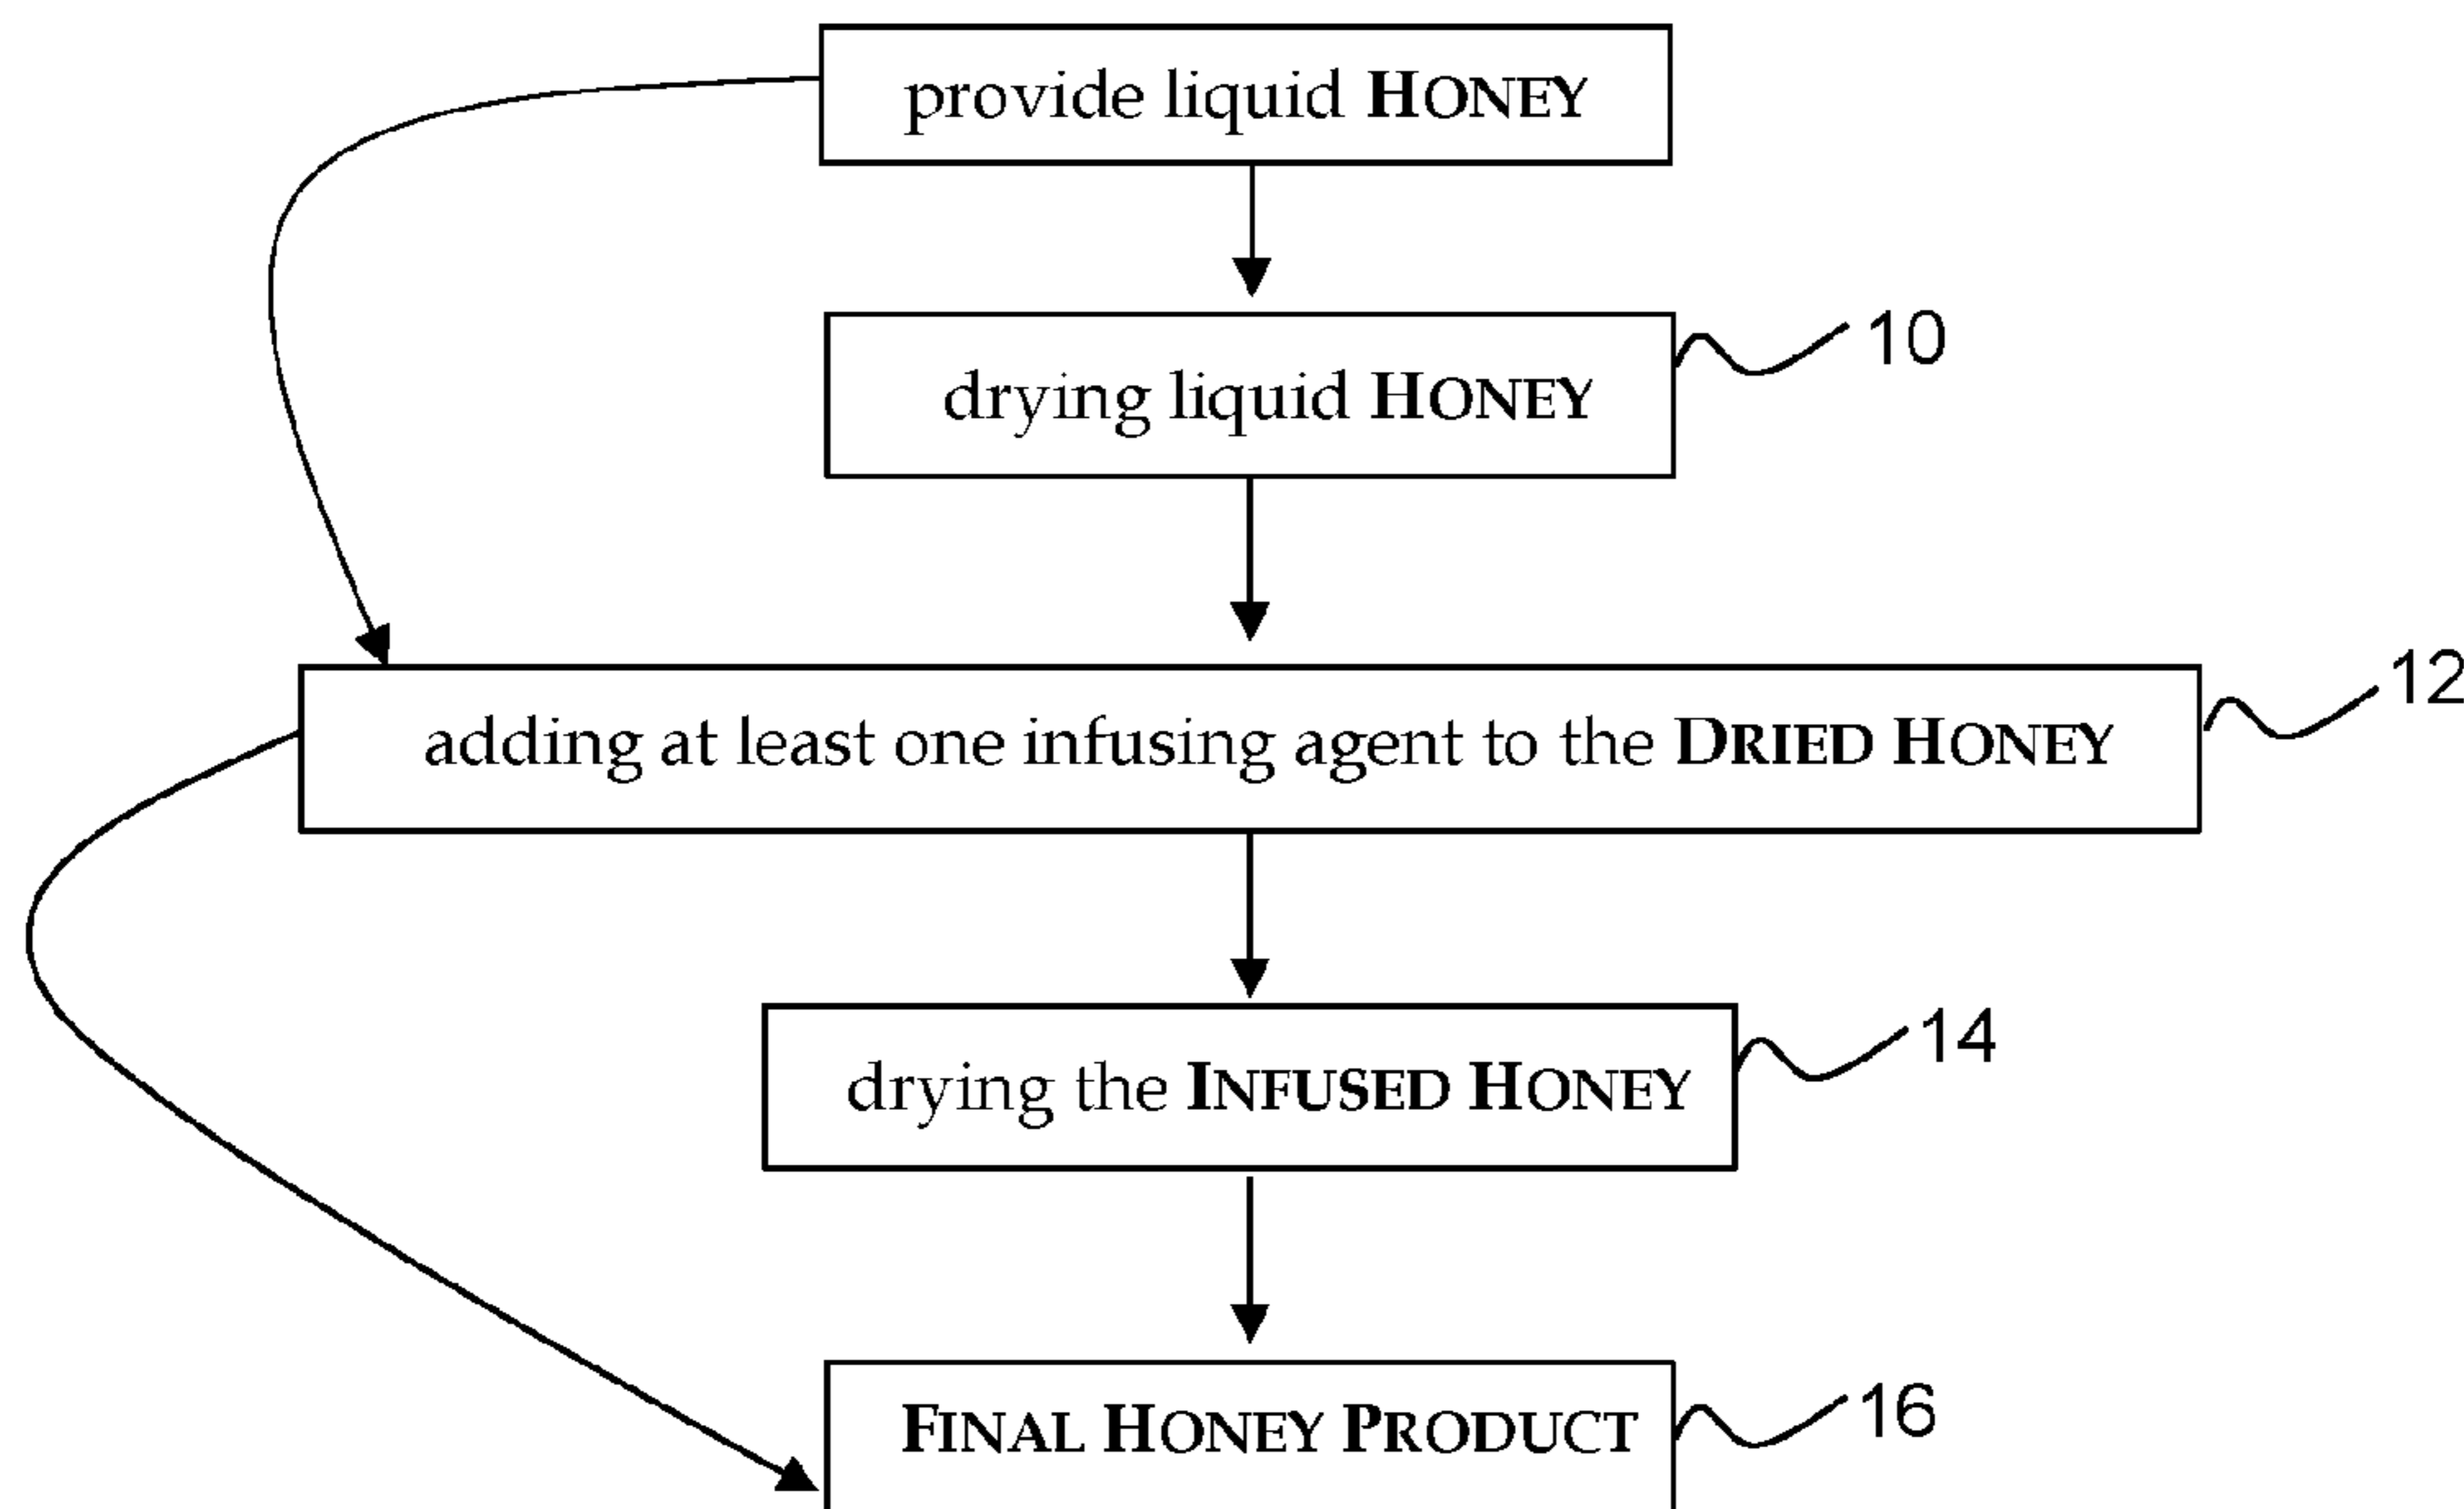 provide liquid HONEY
10
drying liquid HONEY
12
adding at least one infusing agent to the DRIED HONEY
14
drying the INFUSED HONEY
16
FINAL HONEY PRODUCT